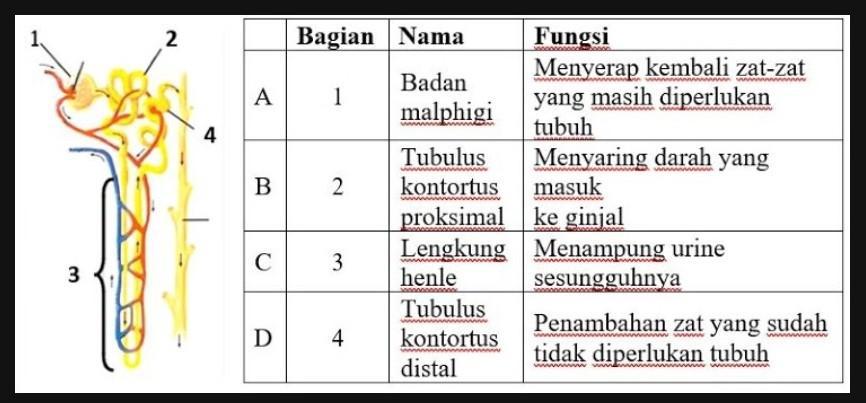 1
2
4
3
Bagian Nama Fungsi
A 1 Badan malphigi Menyerap kembali zat-zat yang masih diperlukan tubuh
B 2 Tubulus kontortus proksimal Menyaring darah yang masuk ke ginjal
C 3 Lengkung henle Menampung urine sesungguhnya
D 4 Tubulus kontortus distal Penambahan zat yang sudah tidak diperlukan tubuh